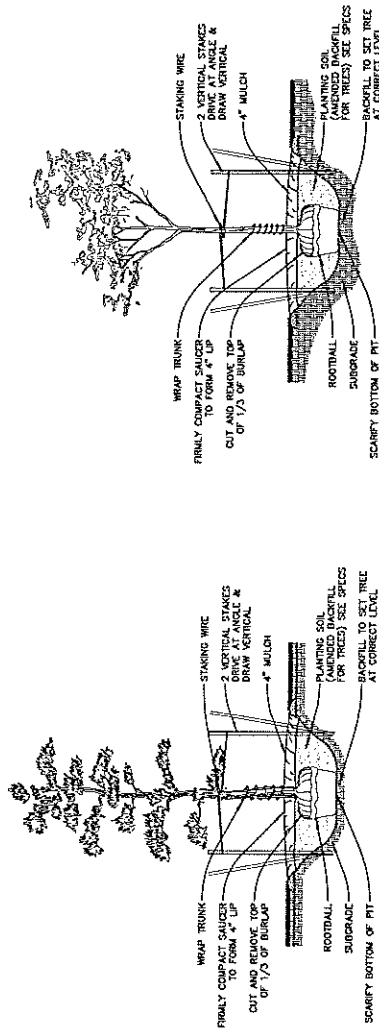 STAKING WIRE
2 VERTICAL STAKES
DRIVE AT ANGLE &
DRAW VERTICAL
4" MULCH
PLANTING SOIL
(AMENDED BACKFILL
FOR TREES) SEE SPECS
BACKFILL TO SET TREE
AT CORRECT LEVEL
WRAP TRUNK
FIRMLY COMPACT SAUCER
TO FORM 4" LIP
CUT AND REMOVE TOP
OF 1/3 OF BURLAP
ROOTBALL
SUBGRADE
SCARIFY BOTTOM OF PIT
STAKING WIRE
2 VERTICAL STAKES
DRIVE AT ANGLE &
DRAW VERTICAL
4" MULCH
PLANTING SOIL
(AMENDED BACKFILL
FOR TREES) SEE SPECS
BACKFILL TO SET TREE
AT CORRECT LEVEL
WRAP TRUNK
FIRMLY COMPACT SAUCER
TO FORM 4" LIP
CUT AND REMOVE TOP
OF 1/3 OF BURLAP
ROOTBALL
SUBGRADE
SCARIFY BOTTOM OF PIT